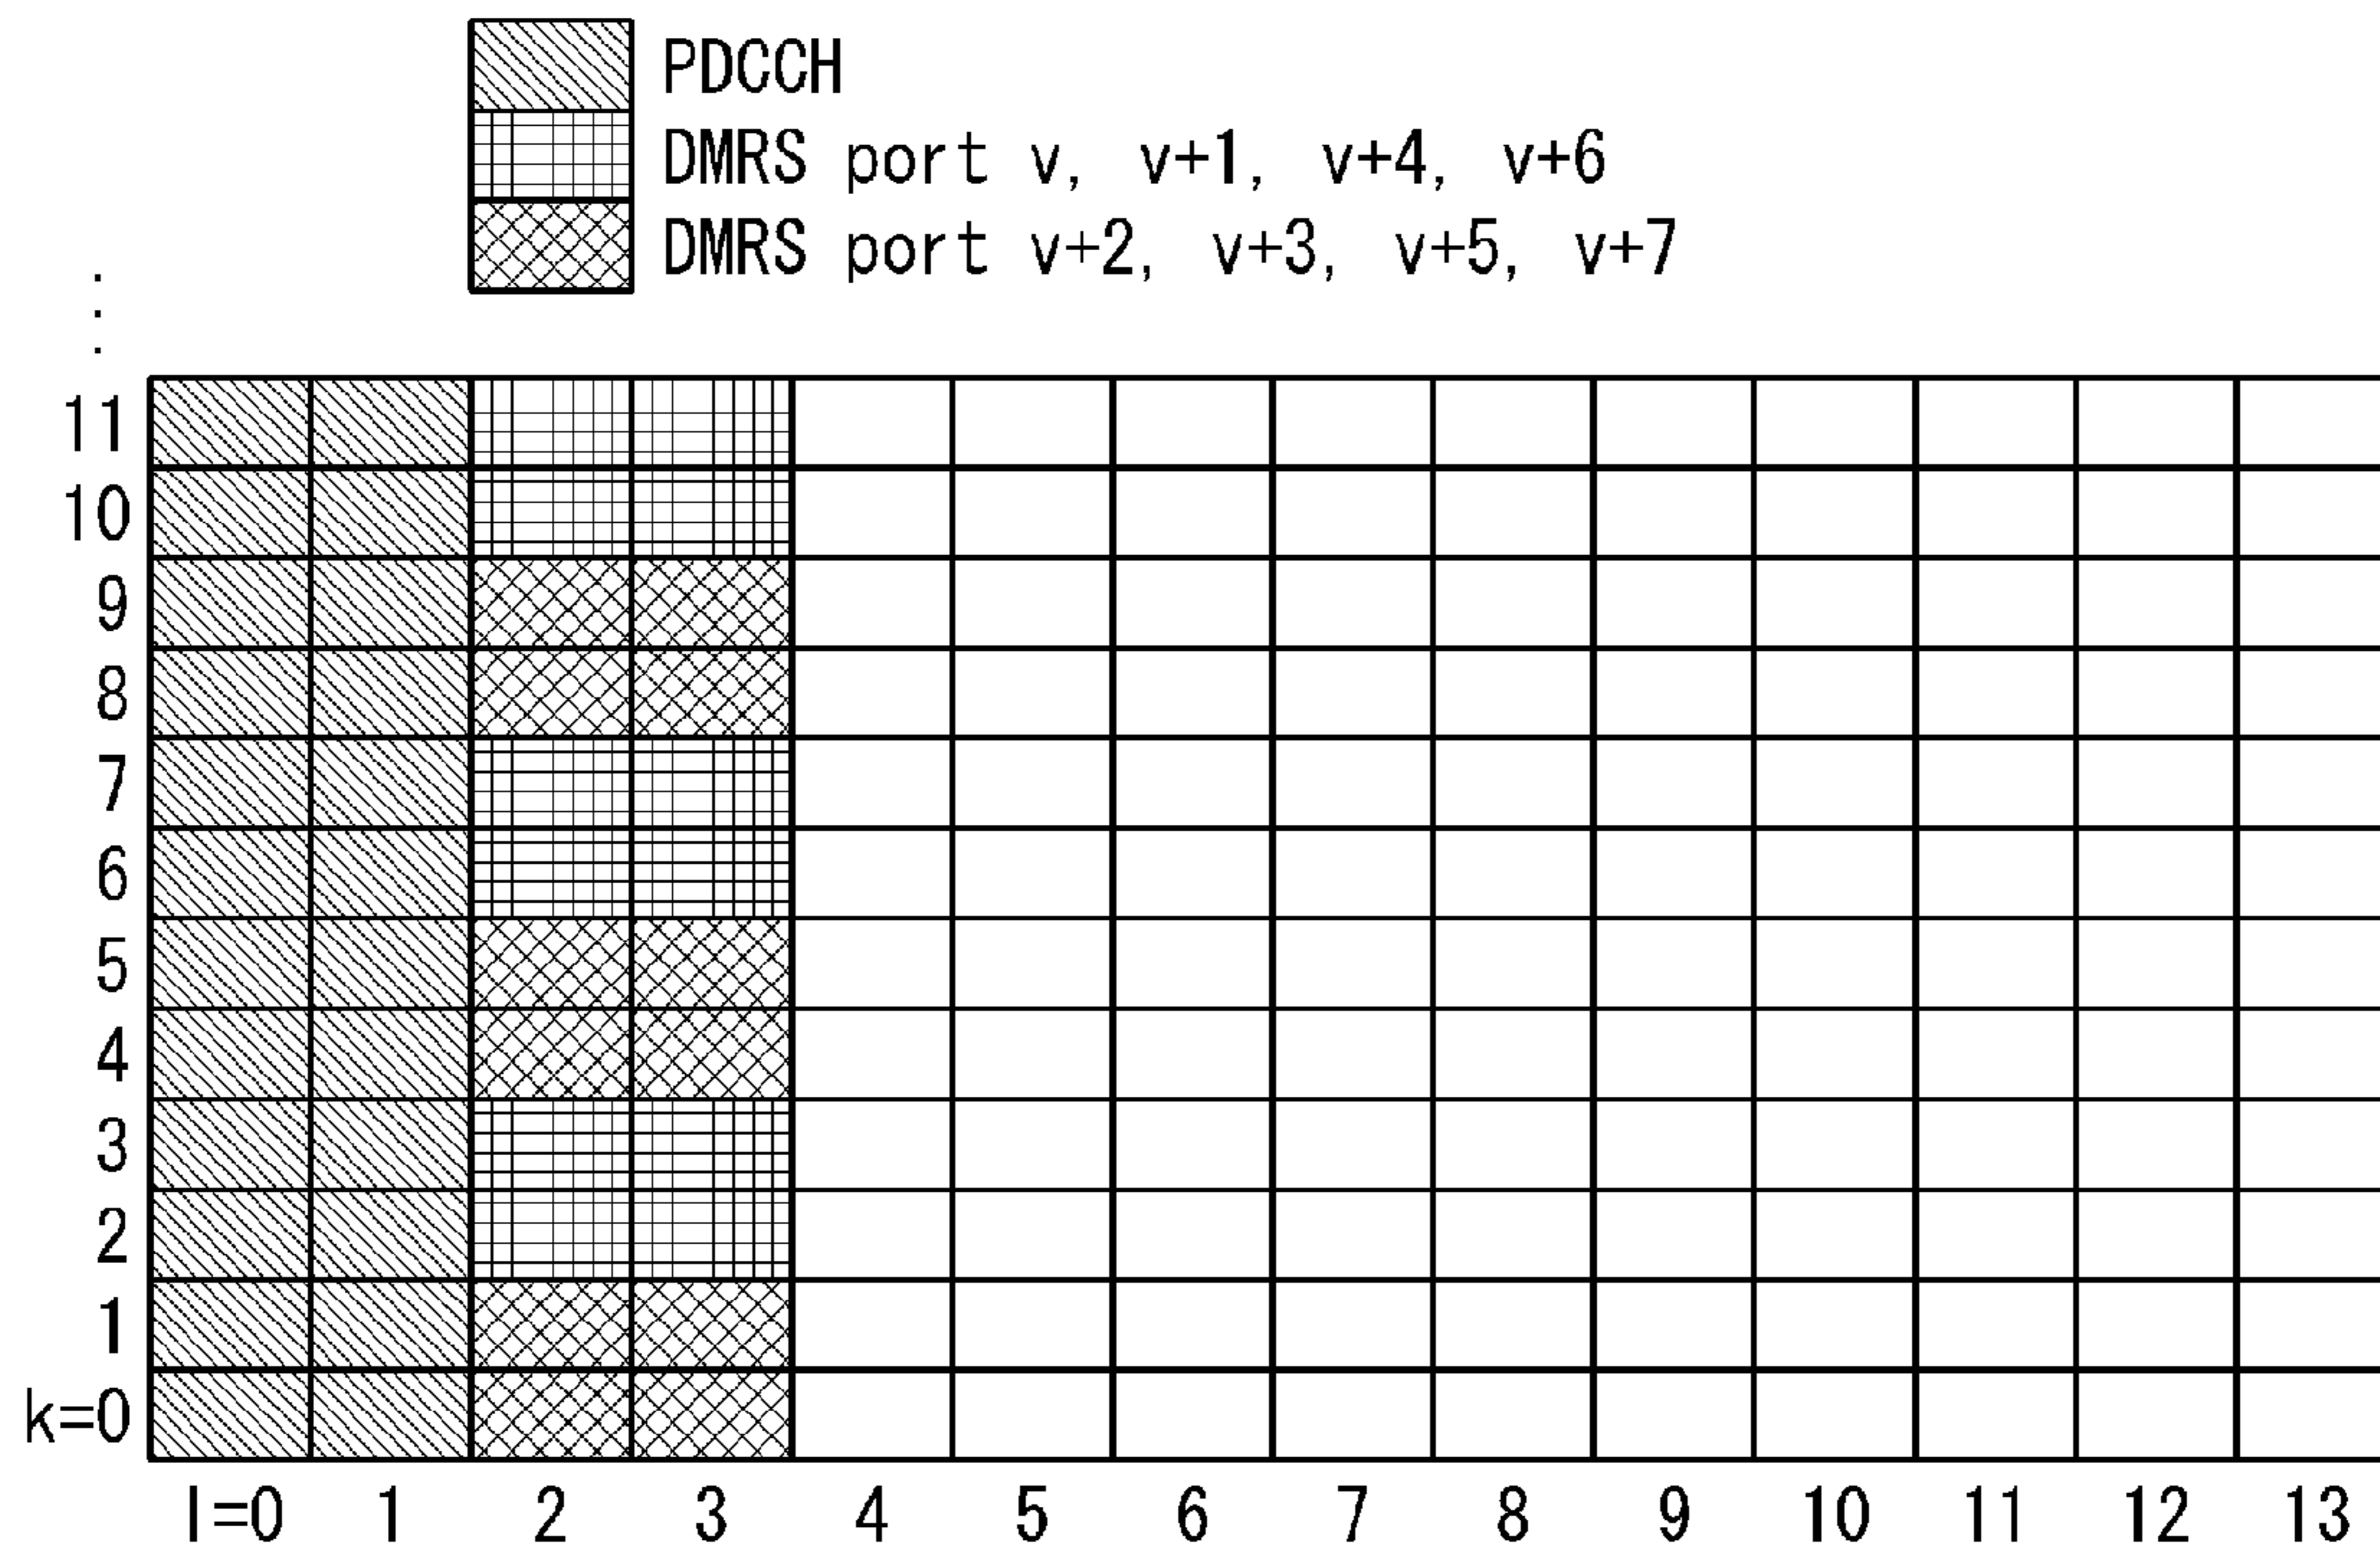 PDCCH
DMRS port v, v+1, v+4, v+6
DMRS port v+2, v+3, v+5, v+7
11
10
9
8
7
6
5
4
3
2
1
k=0
l=0 1 2 3 4 5 6 7 8 9 10 11 12 13